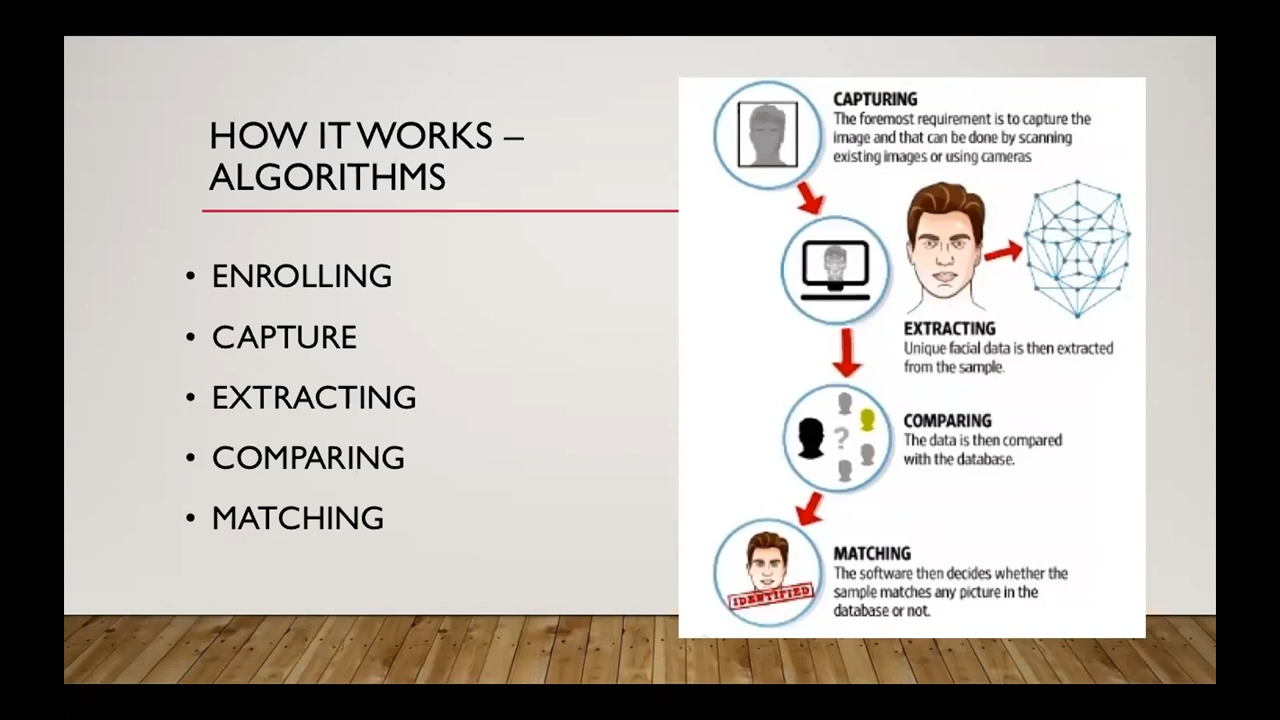 HOW IT WORKS –
ALGORITHMS
• ENROLLING
• CAPTURE
• EXTRACTING
• COMPARING
• MATCHING
CAPTURING
The foremost requirement is to capture the
image and that can be done by scanning
existing images or using cameras
EXTRACTING
Unique facial data is then extracted
from the sample.
?
COMPARING
The data is then compared
with the database.
IDENTIFIED
MATCHING
The software then decides whether the
sample matches any picture in the
database or not.